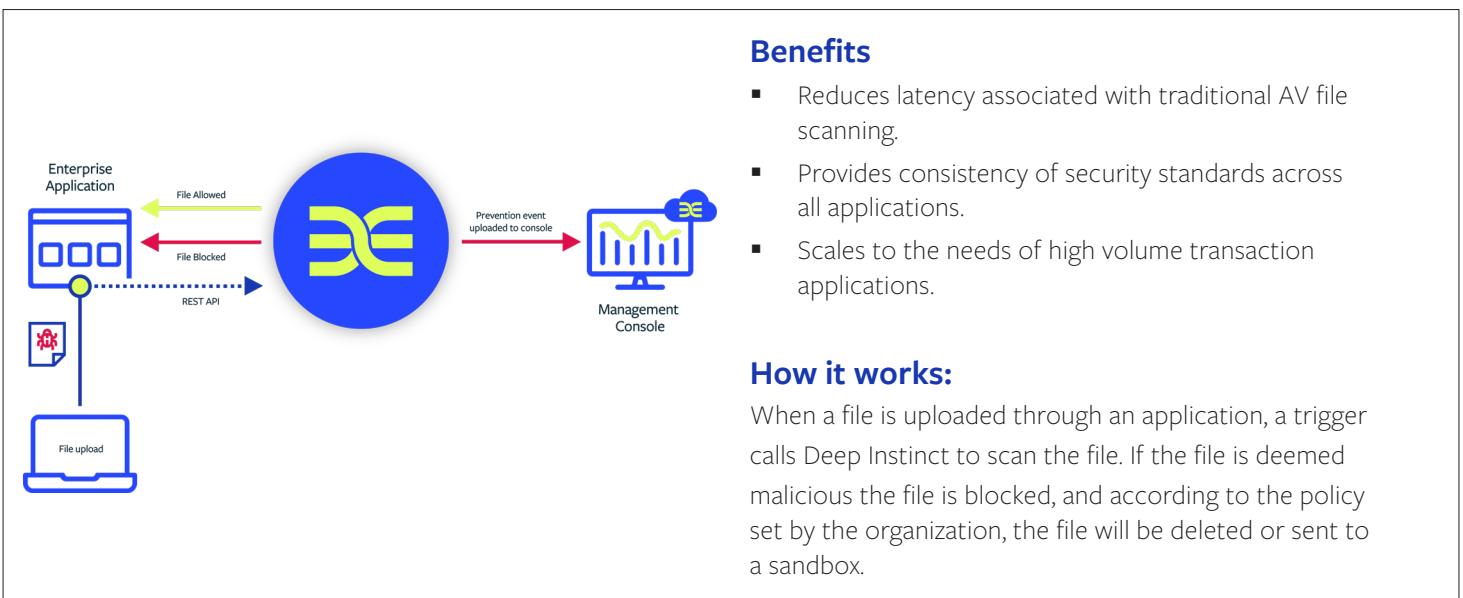 Enterprise
Application
File Allowed
File Blocked
REST API
File upload
Prevention event
uploaded to console
Management
Console
Benefits
▪ Reduces latency associated with traditional AV file
scanning.
▪ Provides consistency of security standards across
all applications.
▪ Scales to the needs of high volume transaction
applications.
How it works:
When a file is uploaded through an application, a trigger
calls Deep Instinct to scan the file. If the file is deemed
malicious the file is blocked, and according to the policy
set by the organization, the file will be deleted or sent to
a sandbox.